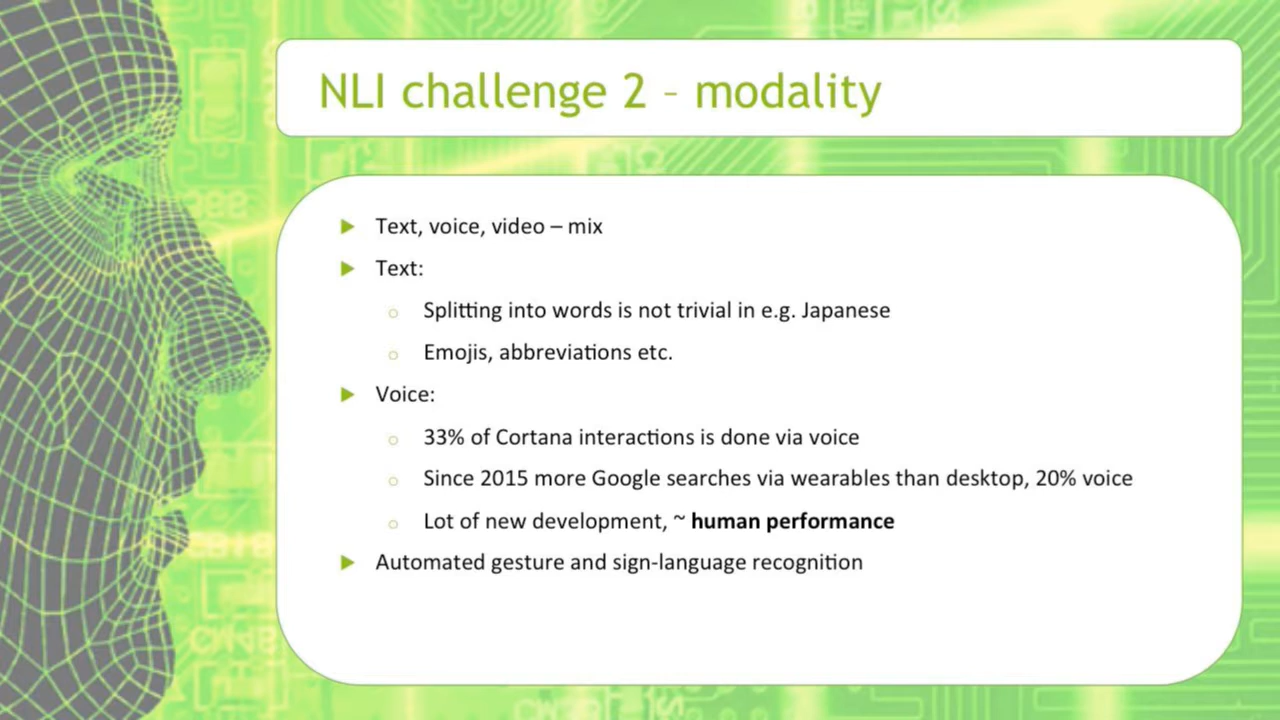 NLI challenge 2 – modality
Text, voice, video – mix
Text:
Splitting into words is not trivial in e.g. Japanese
Emojis, abbreviations etc.
Voice:
33% of Cortana interactions is done via voice
Since 2015 more Google searches via wearables than desktop, 20% voice
Lot of new development, ~ human performance
Automated gesture and sign-language recognition